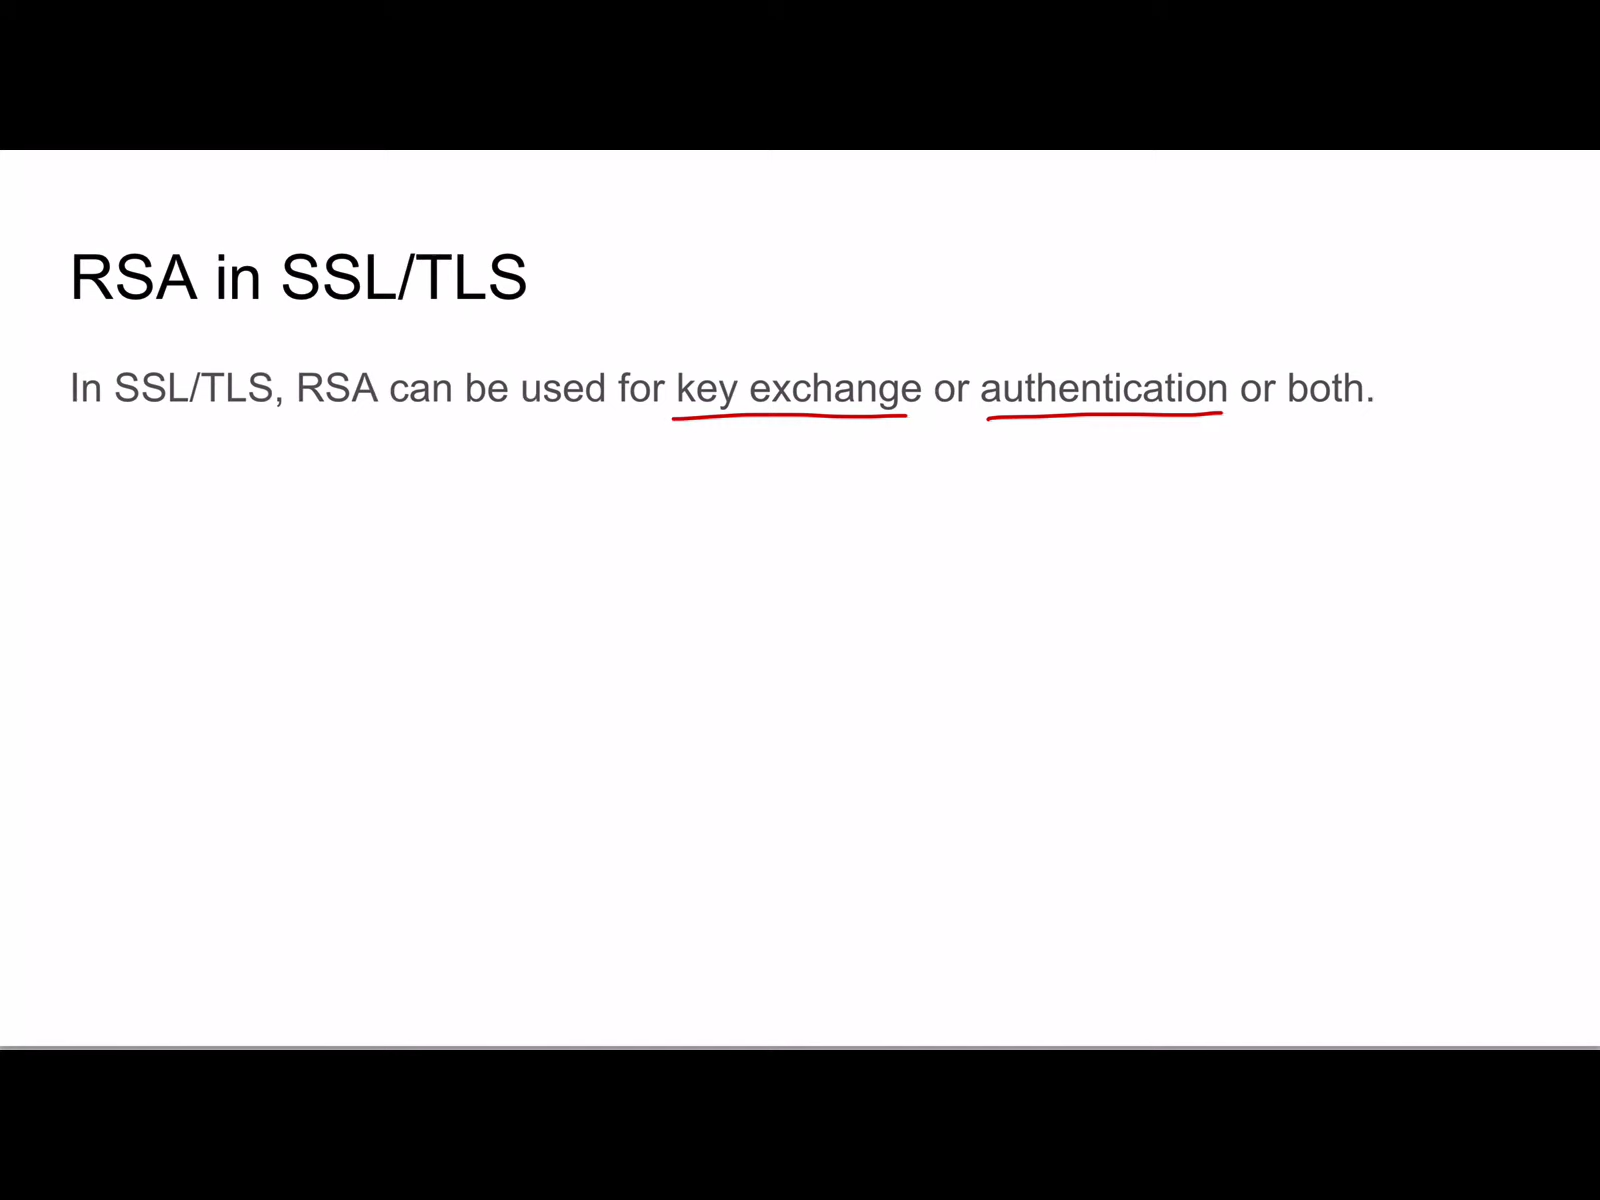 RSA in SSL/TLS
In SSL/TLS, RSA can be used for key exchange or authentication or both.